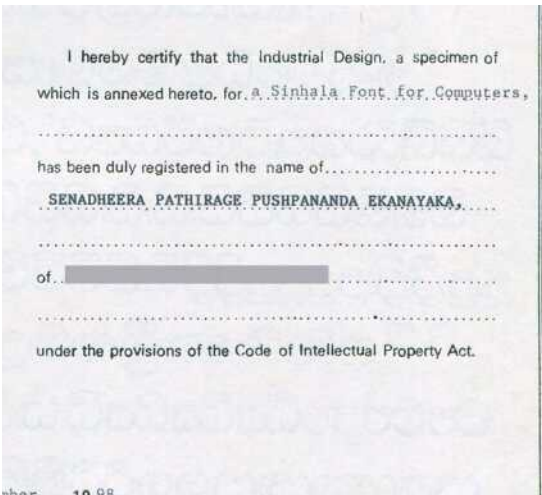 I hereby certify that the Industrial Design, a specimen of
which is annexed hereto, for a Sinhala Font for Computers,
has been duly registered in the name of
SENADHEERA PATHIRAGE PUSHPANANDA EKANAYAKA,
of
under the provisions of the Code of Intellectual Property Act.
19 98